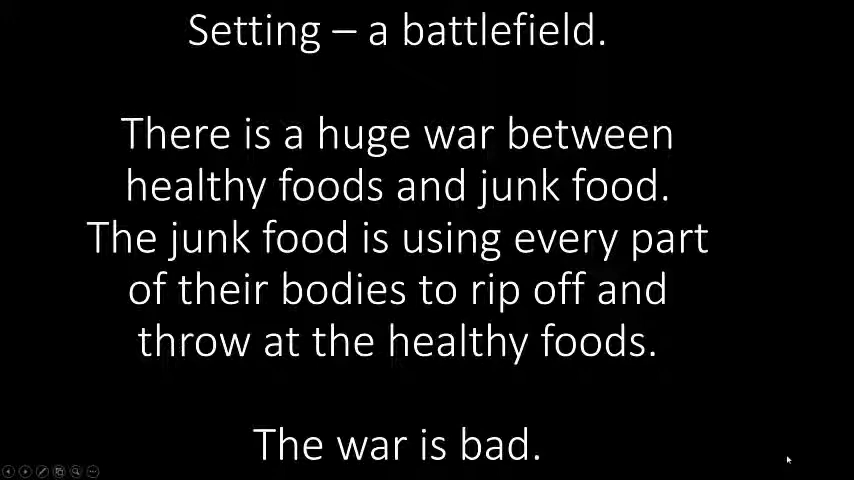 Setting – a battlefield.
There is a huge war between
healthy foods and junk food.
The junk food is using every part
of their bodies to rip off and
throw at the healthy foods.
The war is bad.